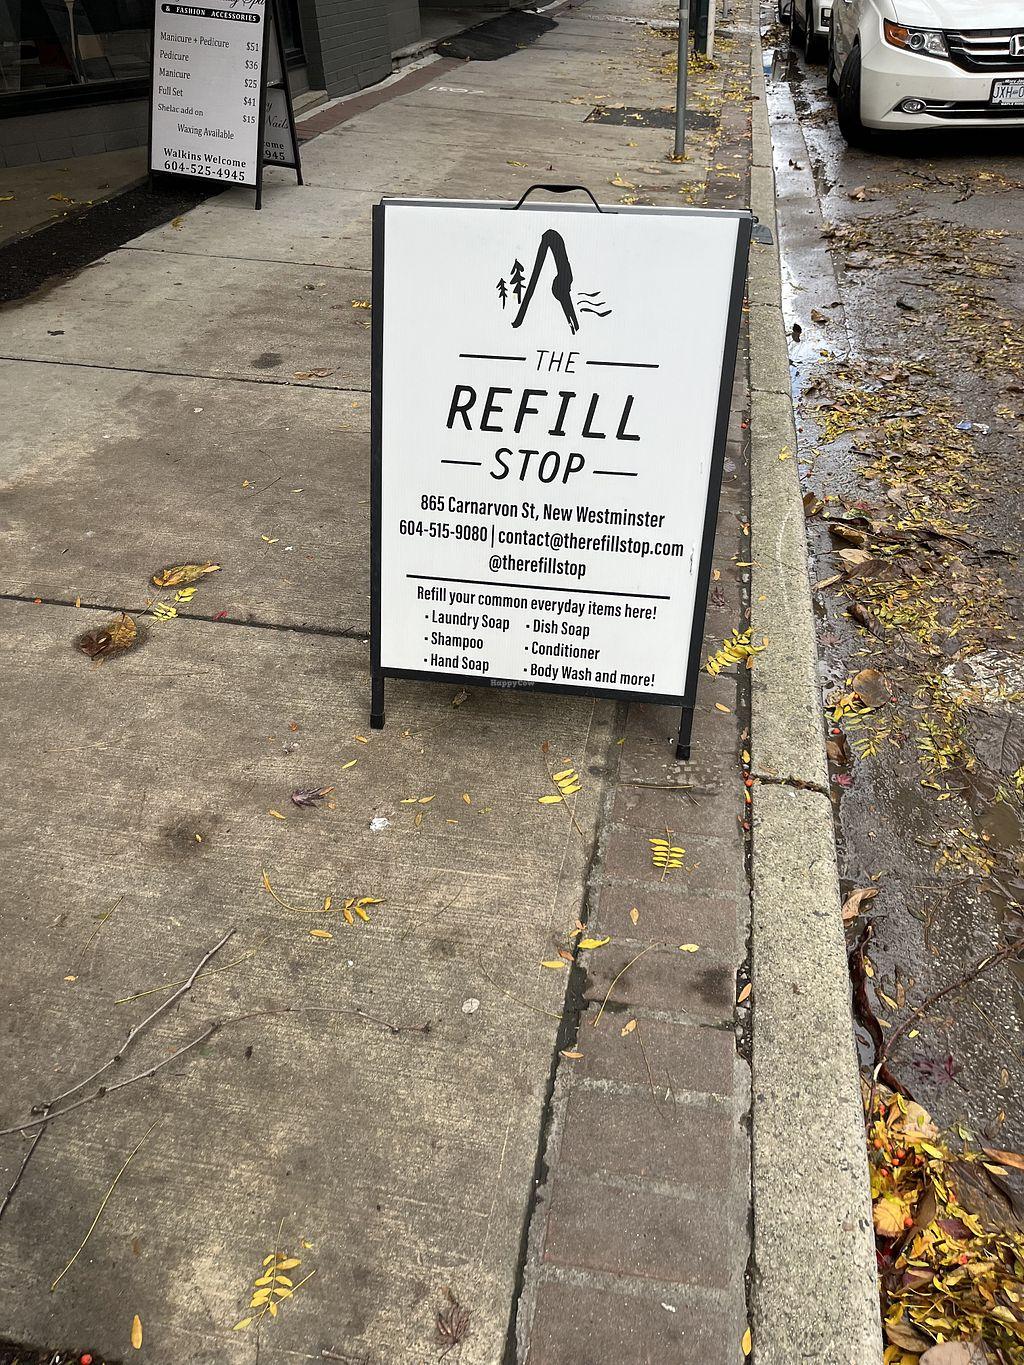 & FASHION ACCESSORIES
Manicure + Pedicure $51
Pedicure $36
Manicure $25
Full Set $41
Shelac add on $15
Waxing Available
Walkins Welcome
604-525-4945
Nails
THE
REFILL
STOP
865 Carnarvon St, New Westminster
604-515-9080 | contact@therefillstop.com
@therefillstop
Refill your common everyday items here!
• Laundry Soap • Dish Soap
• Shampoo • Conditioner
• Hand Soap • Body Wash and more!
HappyCow